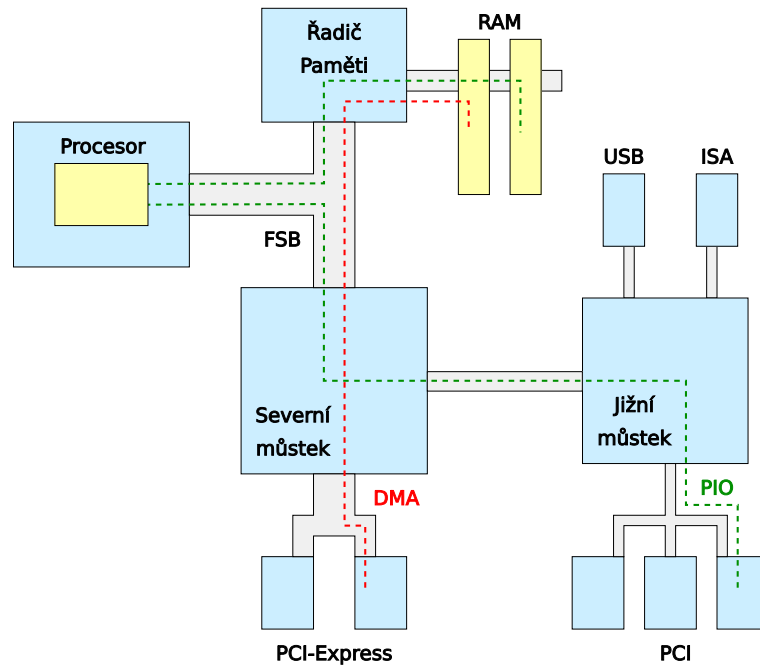 Řadič
Paměti
RAM
Procesor
USB
ISA
FSB
Severní
můstek
Jižní
můstek
DMA
PIO
PCI-Express
PCI